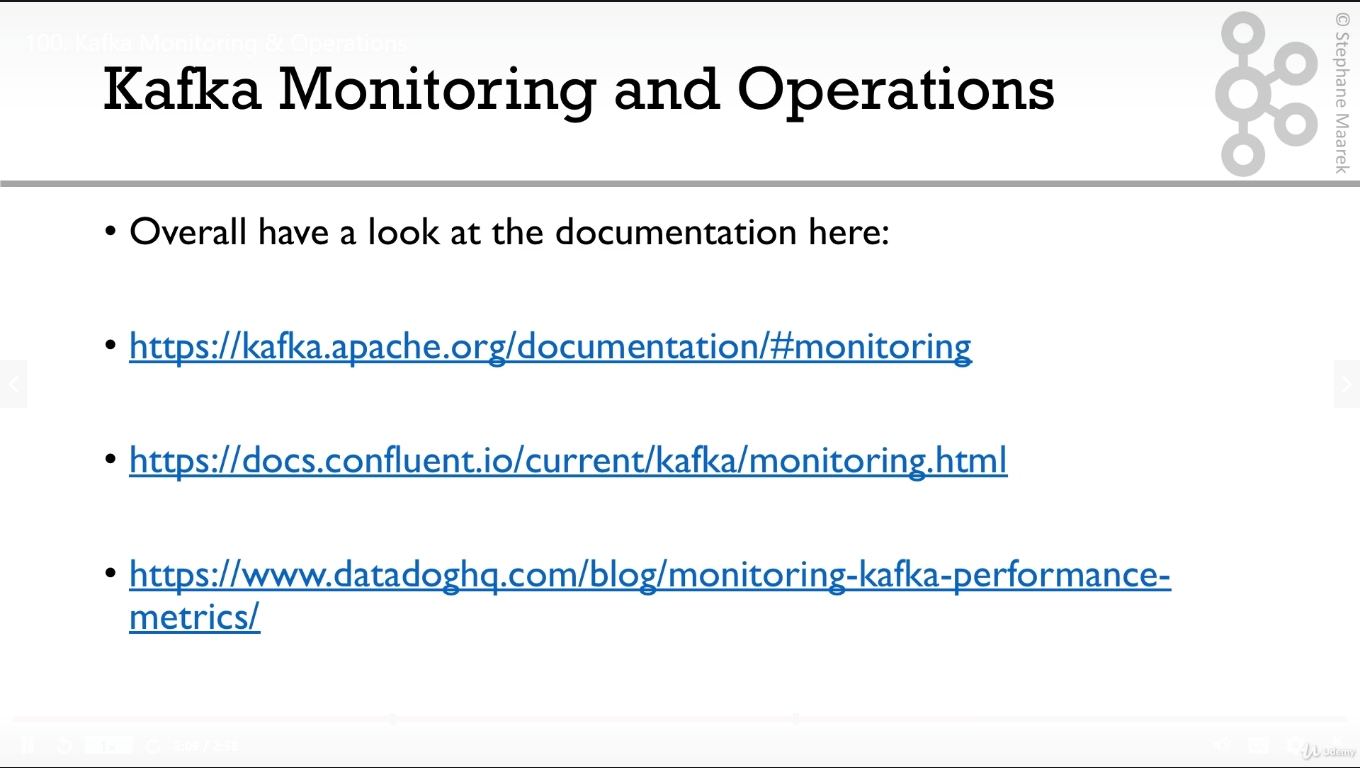 100. Kafka Monitoring & Operations
Kafka Monitoring and Operations
© Stephane Maarek
• Overall have a look at the documentation here:
• https://kafka.apache.org/documentation/#monitoring
• https://docs.confluent.io/current/kafka/monitoring.html
• https://www.datadoghq.com/blog/monitoring-kafka-performance-
metrics/
Udemy